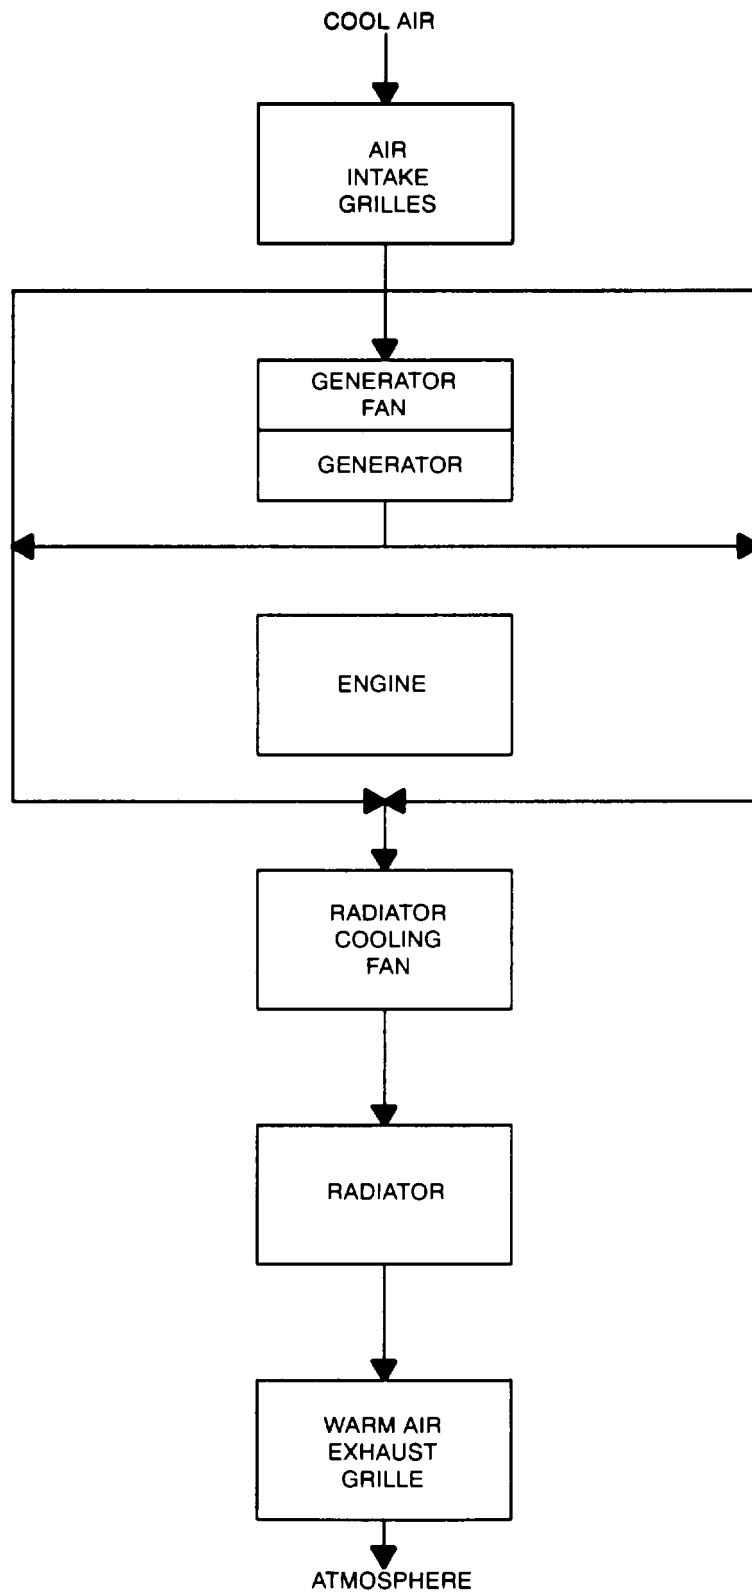 COOL AIR
AIR
INTAKE
GRILLES
GENERATOR
FAN
GENERATOR
ENGINE
RADIATOR
COOLING
FAN
RADIATOR
WARM AIR
EXHAUST
GRILLE
ATMOSPHERE